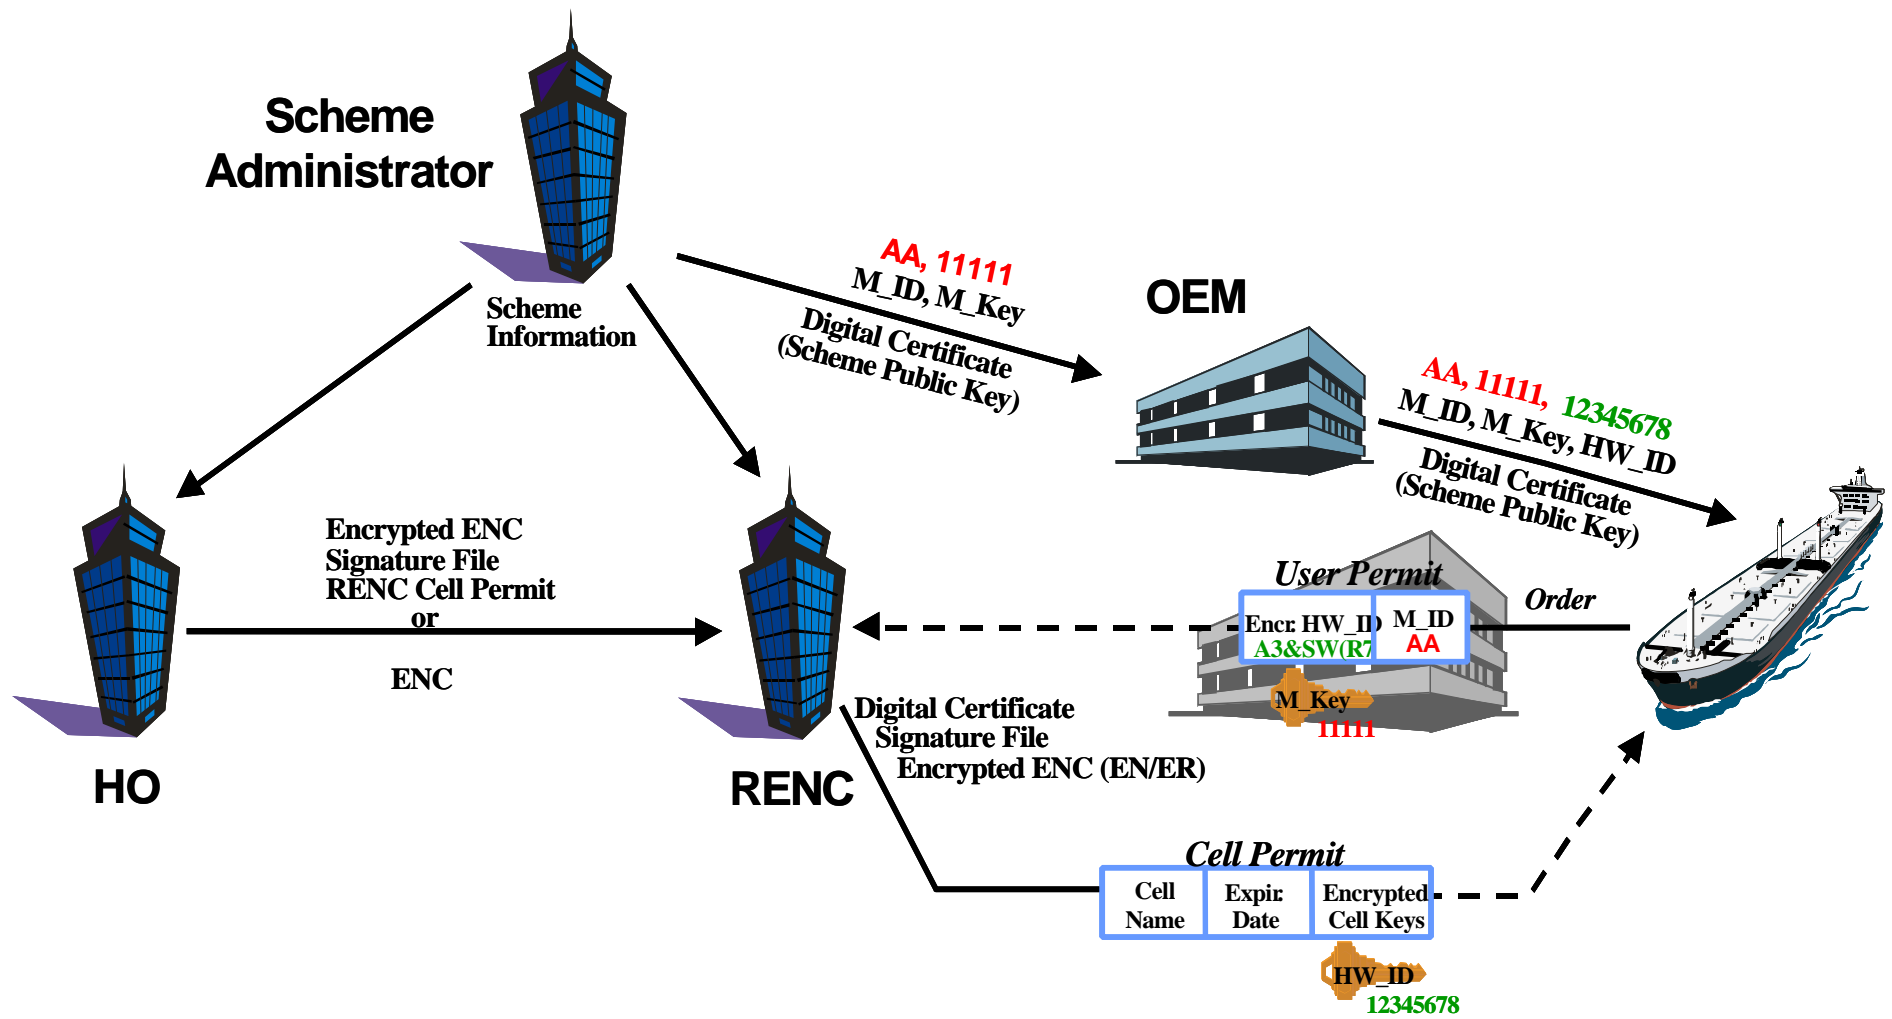 Scheme
Administrator
Scheme
Information
AA, 11111
M_ID, M_Key
Digital Certificate
(Scheme Public Key)
OEM
AA, 11111, 12345678
M_ID, M_Key, HW_ID
Digital Certificate
(Scheme Public Key)
Encrypted ENC
Signature File
RENC Cell Permit
or
ENC
HO
RENC
User Permit
Encr. HW_ID
A3&SW(R7
M_ID
AA
Order
M_Key
11111
Digital Certificate
Signature File
Encrypted ENC (EN/ER)
Cell Permit
Cell
Name
Expir.
Date
Encrypted
Cell Keys
HW_ID
12345678